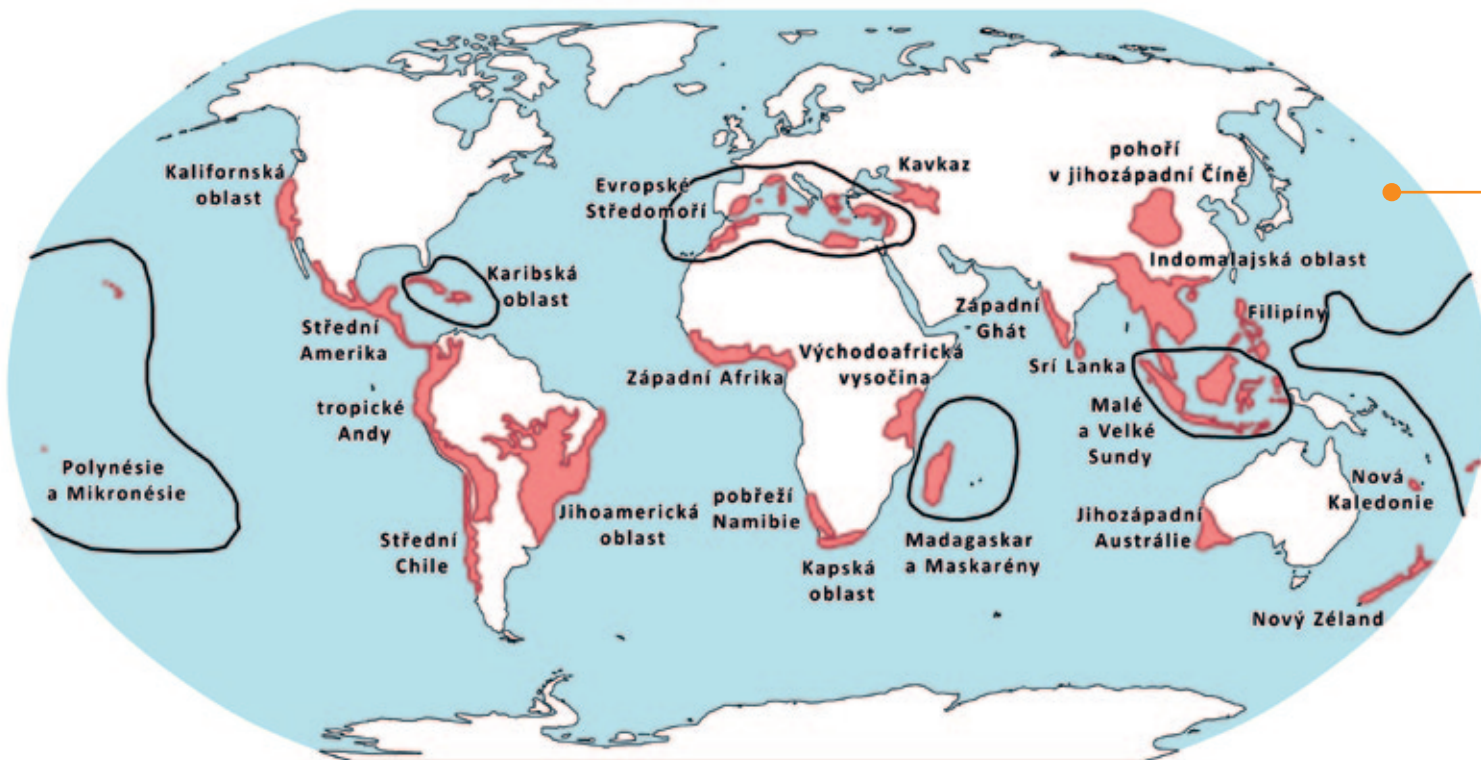 Kalifornská
oblast
Karibská
oblast
Střední
Amerika
tropické
Andy
Polynésie
a Mikronésie
Střední
Chile
Jihoamerická
oblast
Evropské
Středomoří
Kavkaz
pohoří
v jihozápadní Číně
Indomalajská oblast
Západní
Ghát
Filipíny
Srí Lanka
Západní Afrika
Východoafrická
vysočina
Malé
a Velké
Sundy
pobřeží
Namibie
Kapská
oblast
Madagaskar
a Maskarény
Jihozápadní
Austrálie
Nová
Kaledonie
Nový Zéland